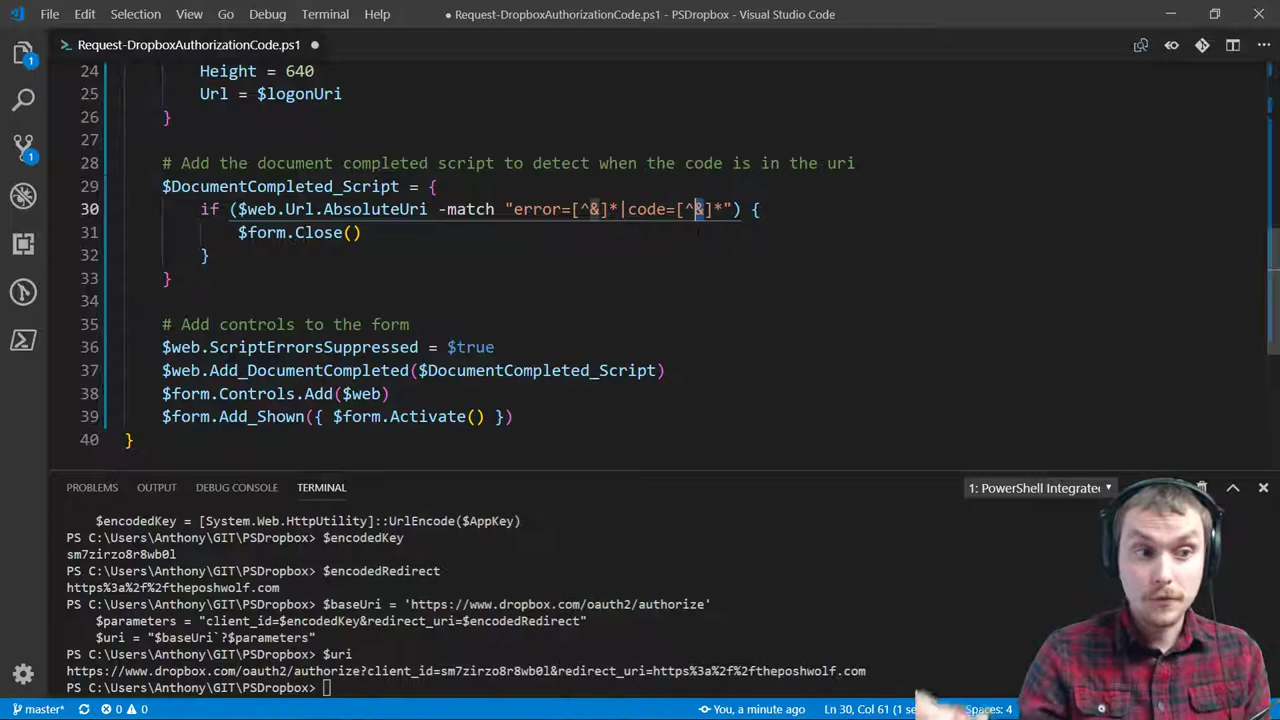 File Edit Selection View Go Debug Terminal Help ● Request-DropboxAuthorizationCode.ps1 - PSDropbox - Visual Studio Code
Request-DropboxAuthorizationCode.ps1 ●
24 Height = 640
25 Url = $logonUri
26 }
27
28 # Add the document completed script to detect when the code is in the uri
29 $DocumentCompleted_Script = {
30 if ($web.Url.AbsoluteUri -match "error=[^&]*|code=[^&]*") {
31 $form.Close()
32 }
33 }
34
35 # Add controls to the form
36 $web.ScriptErrorsSuppressed = $true
37 $web.Add_DocumentCompleted($DocumentCompleted_Script)
38 $form.Controls.Add($web)
39 $form.Add_Shown({ $form.Activate() })
40 }
PROBLEMS OUTPUT DEBUG CONSOLE TERMINAL 1: PowerShell Integrate
$encodedKey = [System.Web.HttpUtility]::UrlEncode($AppKey)
PS C:\Users\Anthony\GIT\PSDropbox> $encodedKey
sm7zirzo8r8wb0l
PS C:\Users\Anthony\GIT\PSDropbox> $encodedRedirect
https%3a%2f%2ftheposhwolf.com
PS C:\Users\Anthony\GIT\PSDropbox> $baseUri = 'https://www.dropbox.com/oauth2/authorize'
$parameters = "client_id=$encodedKey&redirect_uri=$encodedRedirect"
$uri = "$baseUri`?$parameters"
PS C:\Users\Anthony\GIT\PSDropbox> $uri
https://www.dropbox.com/oauth2/authorize?client_id=sm7zirzo8r8wb0l&redirect_uri=https%3a%2f%2ftheposhwolf.com
PS C:\Users\Anthony\GIT\PSDropbox>
master* 0 0 You, a minute ago Ln 30, Col 61 (1 se Spaces: 4